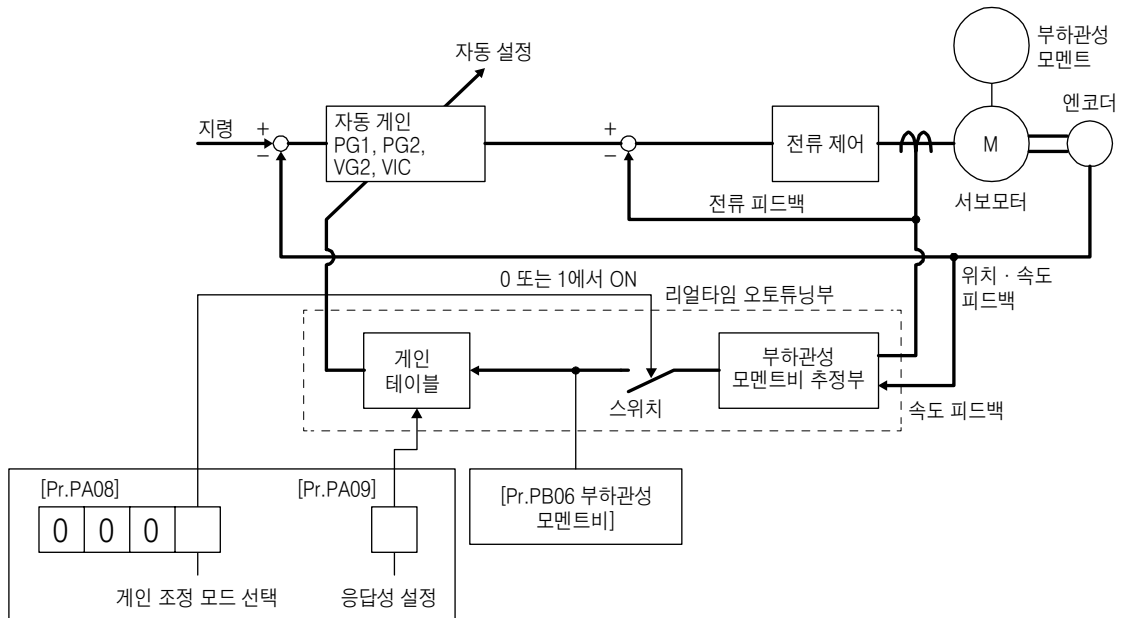 부하관성
모멘트
자동 설정
엔코더
지령
+
−
자동 게인
PG1, PG2,
VG2, VIC
+
−
전류 제어
M
서보모터
전류 피드백
위치 · 속도
피드백
0 또는 1에서 ON
리얼타임 오토튜닝부
게인
테이블
부하관성
모멘트비 추정부
스위치
속도 피드백
[Pr.PA08]
[Pr.PA09]
0 0 0
[Pr.PB06 부하관성
모멘트비]
게인 조정 모드 선택
응답성 설정